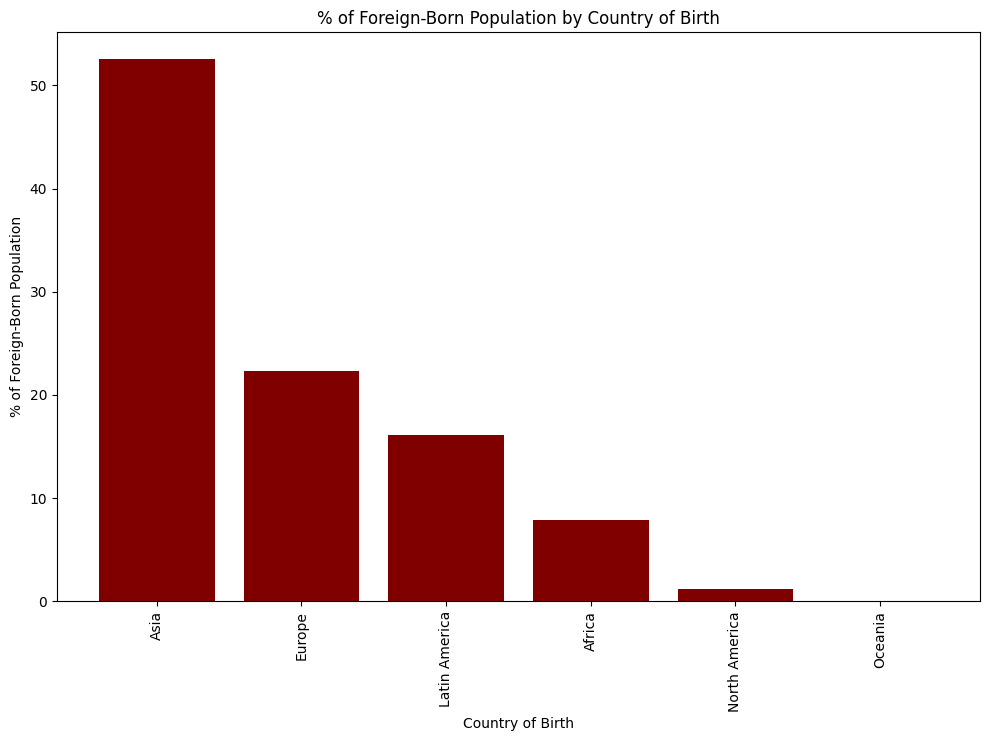 % of Foreign-Born Population by Country of Birth
% of Foreign-Born Population
50
40
30
20
10
0
Asia
Europe
Latin America
Africa
North America
Oceania
Country of Birth